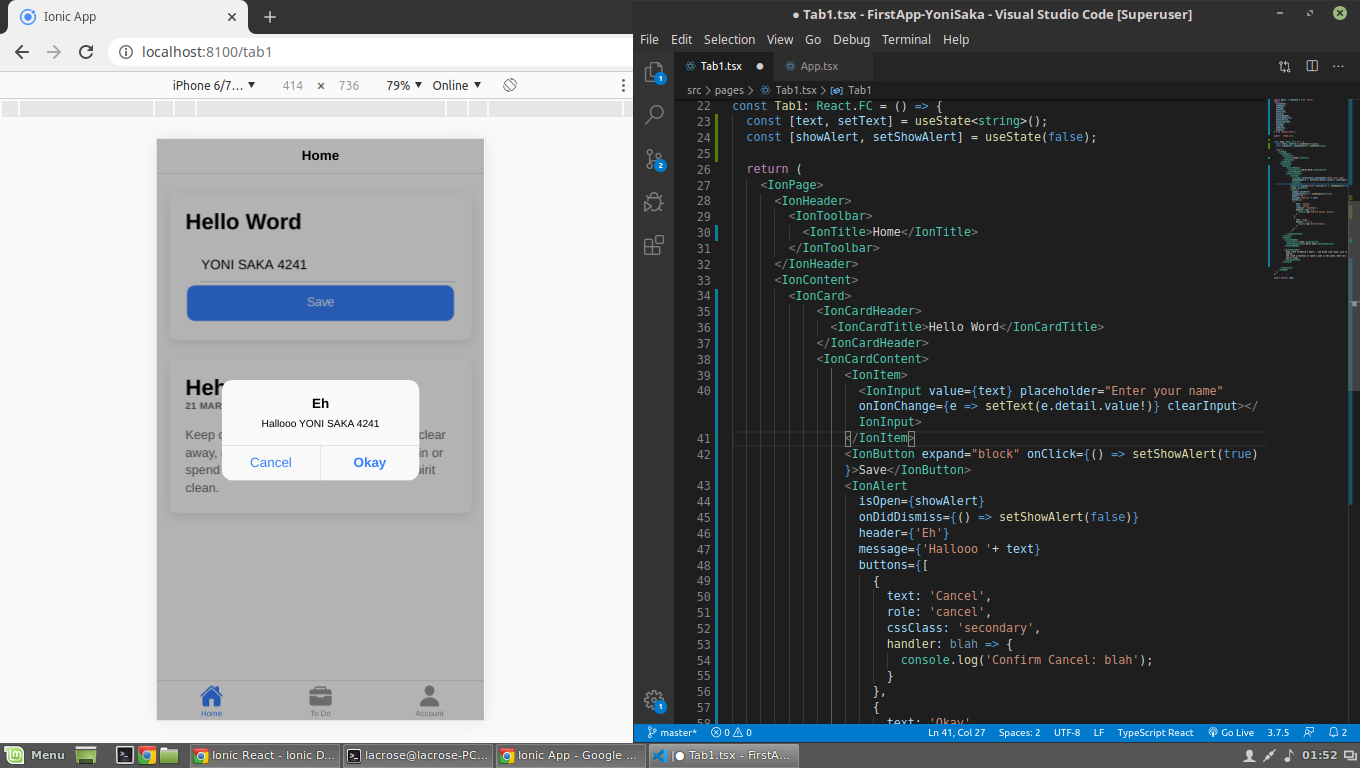 Ionic App
localhost:8100/tab1
iPhone 6/7... 414 × 736 79% Online
Home
Hello Word
YONI SAKA 4241
Save
Heh
21 MAR
Keep clear
away, in or
spend pirit
clean.
Eh
Hallooo YONI SAKA 4241
Cancel Okay
Home To Do Account
● Tab1.tsx - FirstApp-YoniSaka - Visual Studio Code [Superuser]
File Edit Selection View Go Debug Terminal Help
Tab1.tsx App.tsx
src > pages > Tab1.tsx > Tab1
1
2
1
22 const Tab1: React.FC = () => {
23 const [text, setText] = useState<string>();
24 const [showAlert, setShowAlert] = useState(false);
25
26 return (
27 <IonPage>
28 <IonHeader>
29 <IonToolbar>
30 <IonTitle>Home</IonTitle>
31 </IonToolbar>
32 </IonHeader>
33 <IonContent>
34 <IonCard>
35 <IonCardHeader>
36 <IonCardTitle>Hello Word</IonCardTitle>
37 </IonCardHeader>
38 <IonCardContent>
39 <IonItem>
40 <IonInput value={text} placeholder="Enter your name"
onIonChange={e => setText(e.detail.value!)} clearInput></
IonInput>
41 </IonItem>
42 <IonButton expand="block" onClick={() => setShowAlert(true)
}>Save</IonButton>
43 <IonAlert
44 isOpen={showAlert}
45 onDidDismiss={() => setShowAlert(false)}
46 header={'Eh'}
47 message={'Hallooo '+ text}
48 buttons={[
49 {
50 text: 'Cancel',
51 role: 'cancel',
52 cssClass: 'secondary',
53 handler: blah => {
54 console.log('Confirm Cancel: blah');
55 }
56 },
57 {
58 text: 'Okay'
master* 0 0 Ln 41, Col 27 Spaces: 2 UTF-8 LF TypeScript React Go Live 3.7.5 2
Menu Ionic React - Ionic D... lacrose@lacrose-PC... Ionic App - Google ... ● Tab1.tsx - FirstA... 01:52